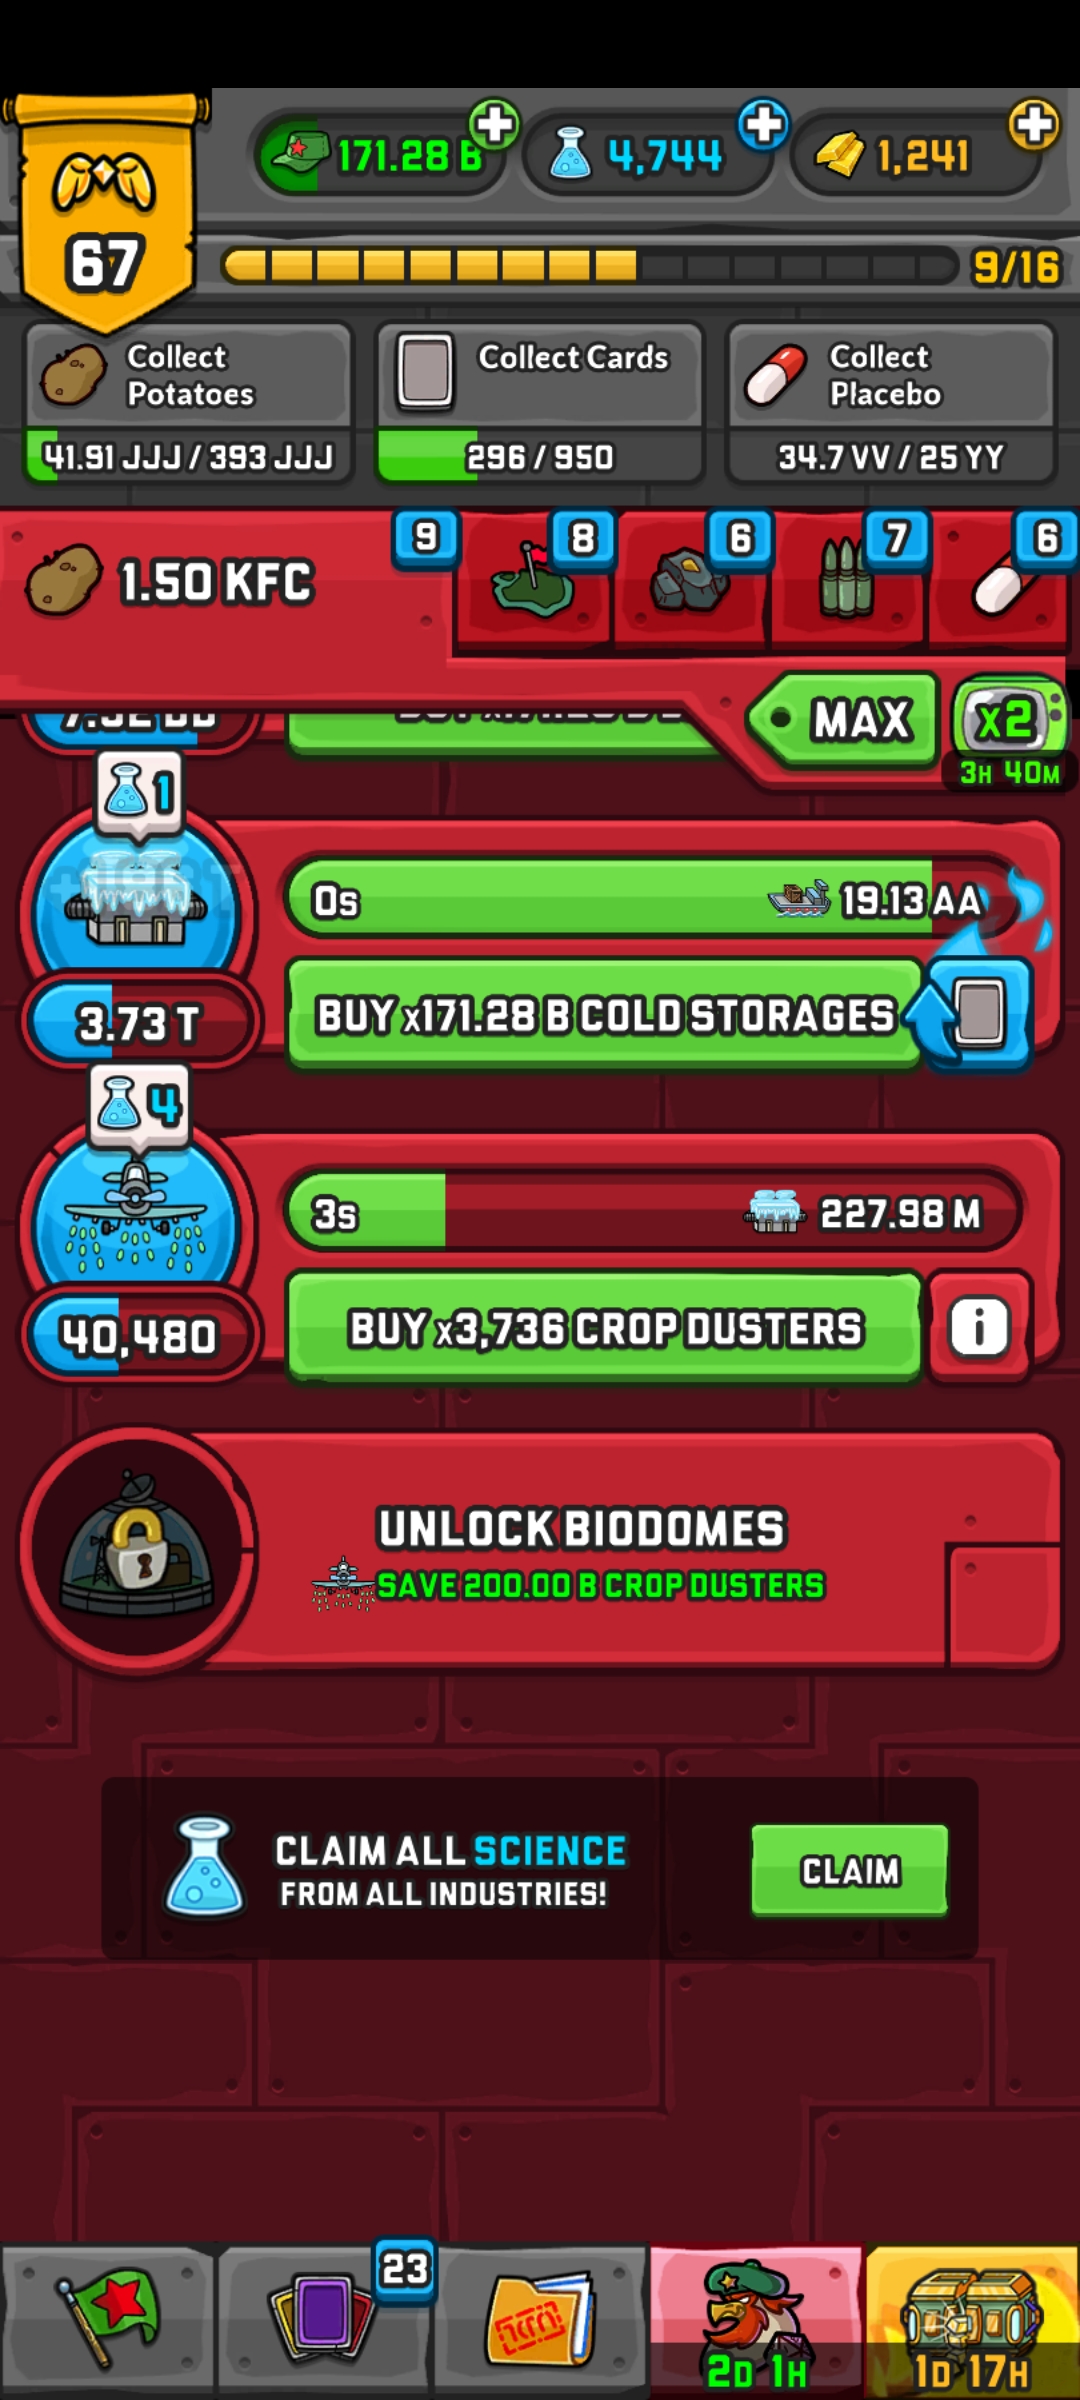 171.28 B
4,744
1,241
67
9/16
Collect
Potatoes
41.91 JJJ / 393 JJJ
Collect Cards
296 / 950
Collect
Placebo
34.7 VV / 25 YY
1.50 KFC
9
8
6
7
6
MAX
x2
3H 40M
1
0s
19.13 AA
3.73 T
BUY x171.28 B COLD STORAGES
4
3s
227.98 M
40,480
BUY x3,736 CROP DUSTERS
i
UNLOCK BIODOMES
SAVE 200.00 B CROP DUSTERS
CLAIM ALL SCIENCE
FROM ALL INDUSTRIES!
CLAIM
23
2D 1H
1D 17H